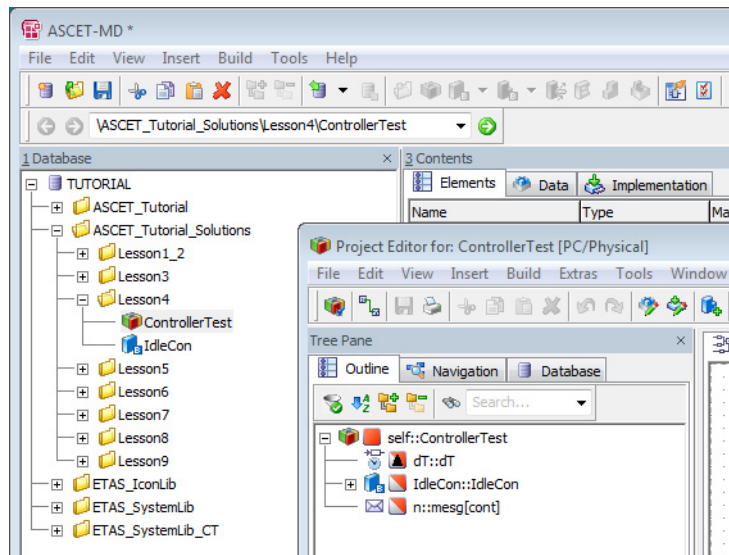 ASCET-MD *
File Edit View Insert Build Tools Help
\ASCET_Tutorial_Solutions\Lesson4\ControllerTest
1 Database
TUTORIAL
ASCET_Tutorial
ASCET_Tutorial_Solutions
Lesson1_2
Lesson3
Lesson4
ControllerTest
IdleCon
Lesson5
Lesson6
Lesson7
Lesson8
Lesson9
ETAS_IconLib
ETAS_SystemLib
ETAS_SystemLib_CT
3 Contents
Elements Data Implementation
Name Type Ma
Project Editor for: ControllerTest [PC/Physical]
File Edit View Insert Build Extras Tools Window
Tree Pane
Outline Navigation Database
Search...
self::ControllerTest
dT::dT
IdleCon::IdleCon
n::mesg[cont]